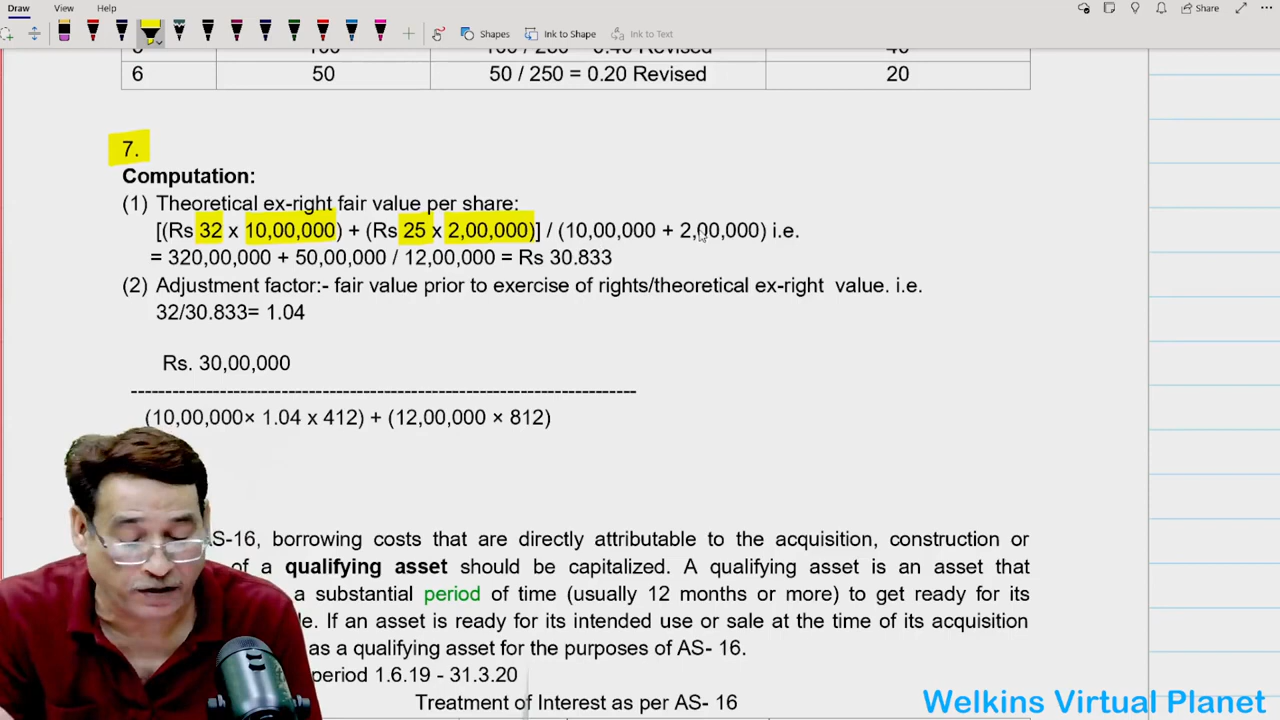 Draw View Help
Shapes Ink to Shape Ink to Text Share
6 50 50 / 250 = 0.20 Revised 20
7.
Computation:
(1) Theoretical ex-right fair value per share:
[(Rs 32 x 10,00,000) + (Rs 25 x 2,00,000)] / (10,00,000 + 2,00,000) i.e.
= 320,00,000 + 50,00,000 / 12,00,000 = Rs 30.833
(2) Adjustment factor:- fair value prior to exercise of rights/theoretical ex-right value. i.e.
32/30.833= 1.04
Rs. 30,00,000
(10,00,000× 1.04 x 412) + (12,00,000 × 812)
AS-16, borrowing costs that are directly attributable to the acquisition, construction or
of a qualifying asset should be capitalized. A qualifying asset is an asset that
a substantial period of time (usually 12 months or more) to get ready for its
If an asset is ready for its intended use or sale at the time of its acquisition
as a qualifying asset for the purposes of AS- 16.
period 1.6.19 - 31.3.20
Treatment of Interest as per AS- 16
Welkins Virtual Planet